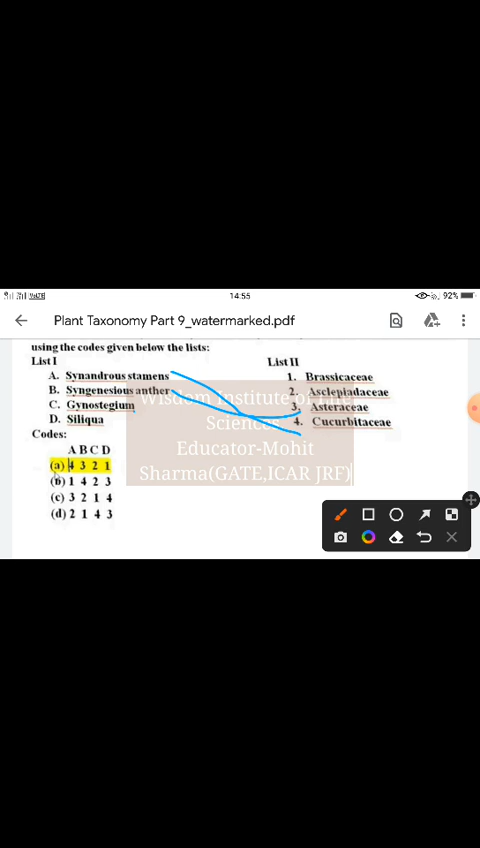 14:55
92%
Plant Taxonomy Part 9_watermarked.pdf
using the codes given below the lists:
List I List II
A. Synandrous stamens 1. Brassicaceae
B. Syngenesious anther 2. Asclepiadaceae
C. Gynostegium 3. Asteraceae
D. Siliqua 4. Cucurbitaceae
Codes:
A B C D
(a) 4 3 2 1
(b) 1 4 2 3
(c) 3 2 1 4
(d) 2 1 4 3
Wisdom Institute of Life
Sciences
Educator-Mohit
Sharma(GATE,ICAR JRF)